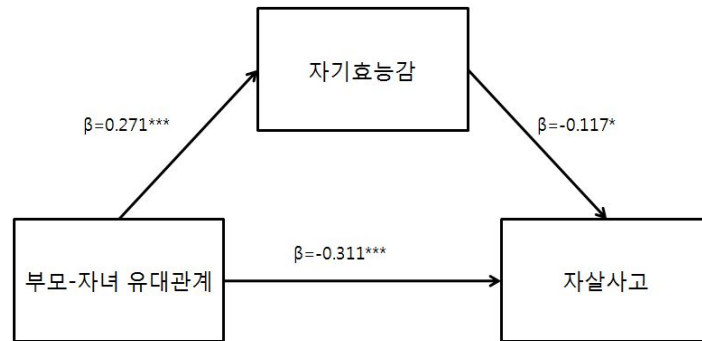 자기효능감
β=0.271***
β=-0.117*
β=-0.311***
부모-자녀 유대관계
자살사고